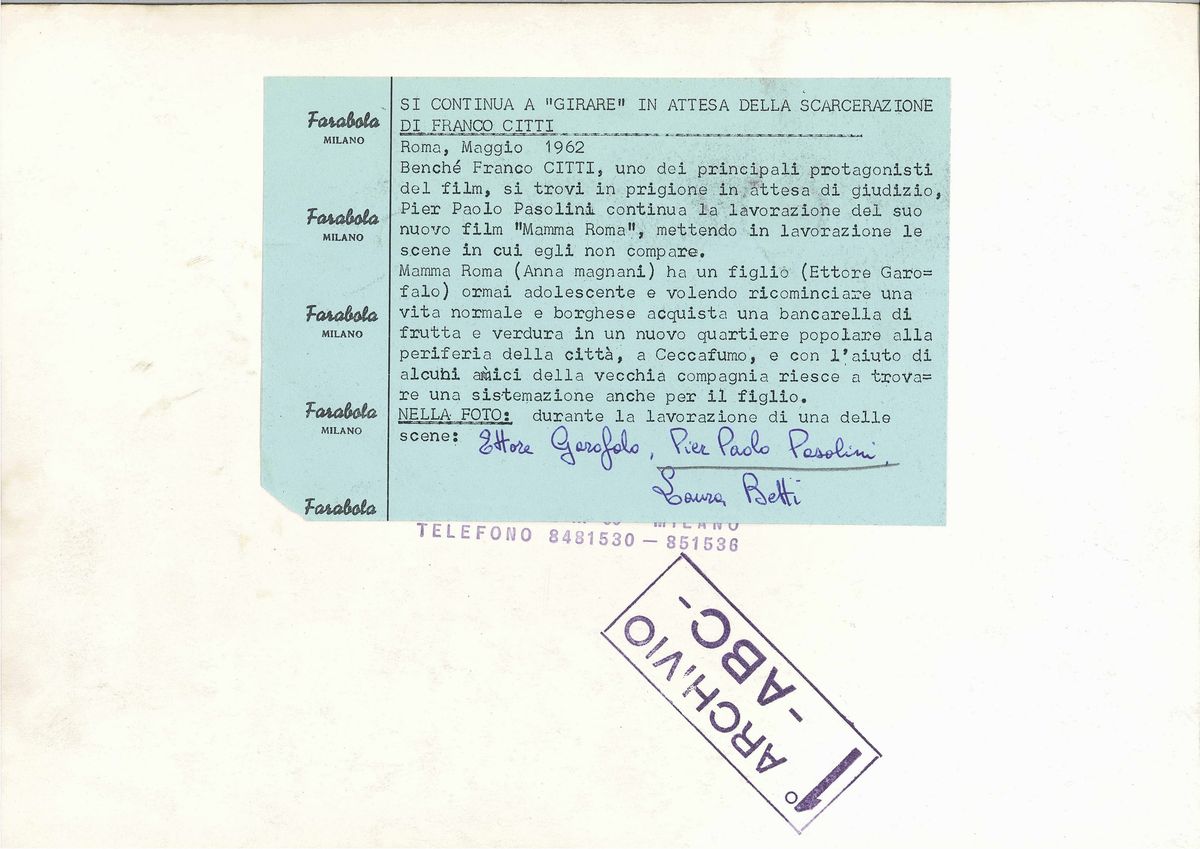 Farabola
MILANO
Farabola
MILANO
Farabola
MILANO
Farabola
MILANO
Farabola
SI CONTINUA A "GIRARE" IN ATTESA DELLA SCARCERAZIONE
DI FRANCO CITTI
Roma, Maggio 1962
Benché Franco CITTI, uno dei principali protagonisti
del film, si trovi in prigione in attesa di giudizio,
Pier Paolo Pasolini continua la lavorazione del suo
nuovo film "Mamma Roma", mettendo in lavorazione le
scene in cui egli non compare.
Mamma Roma (Anna magnani) ha un figlio (Ettore Garo=
falo) ormai adolescente e volendo ricominciare una
vita normale e borghese acquista una bancarella di
frutta e verdura in un nuovo quartiere popolare alla
periferia della città, a Ceccafumo, e con l'aiuto di
alcuni amici della vecchia compagnia riesce a trova=
re una sistemazione anche per il figlio.
NELLA FOTO: durante la lavorazione di una delle
scene: Ettore Garofolo, Pier Paolo Pasolini,
Laura Betti
MILANO
TELEFONO 8481530 — 851536
1° ARCHIVIO
-ABC-